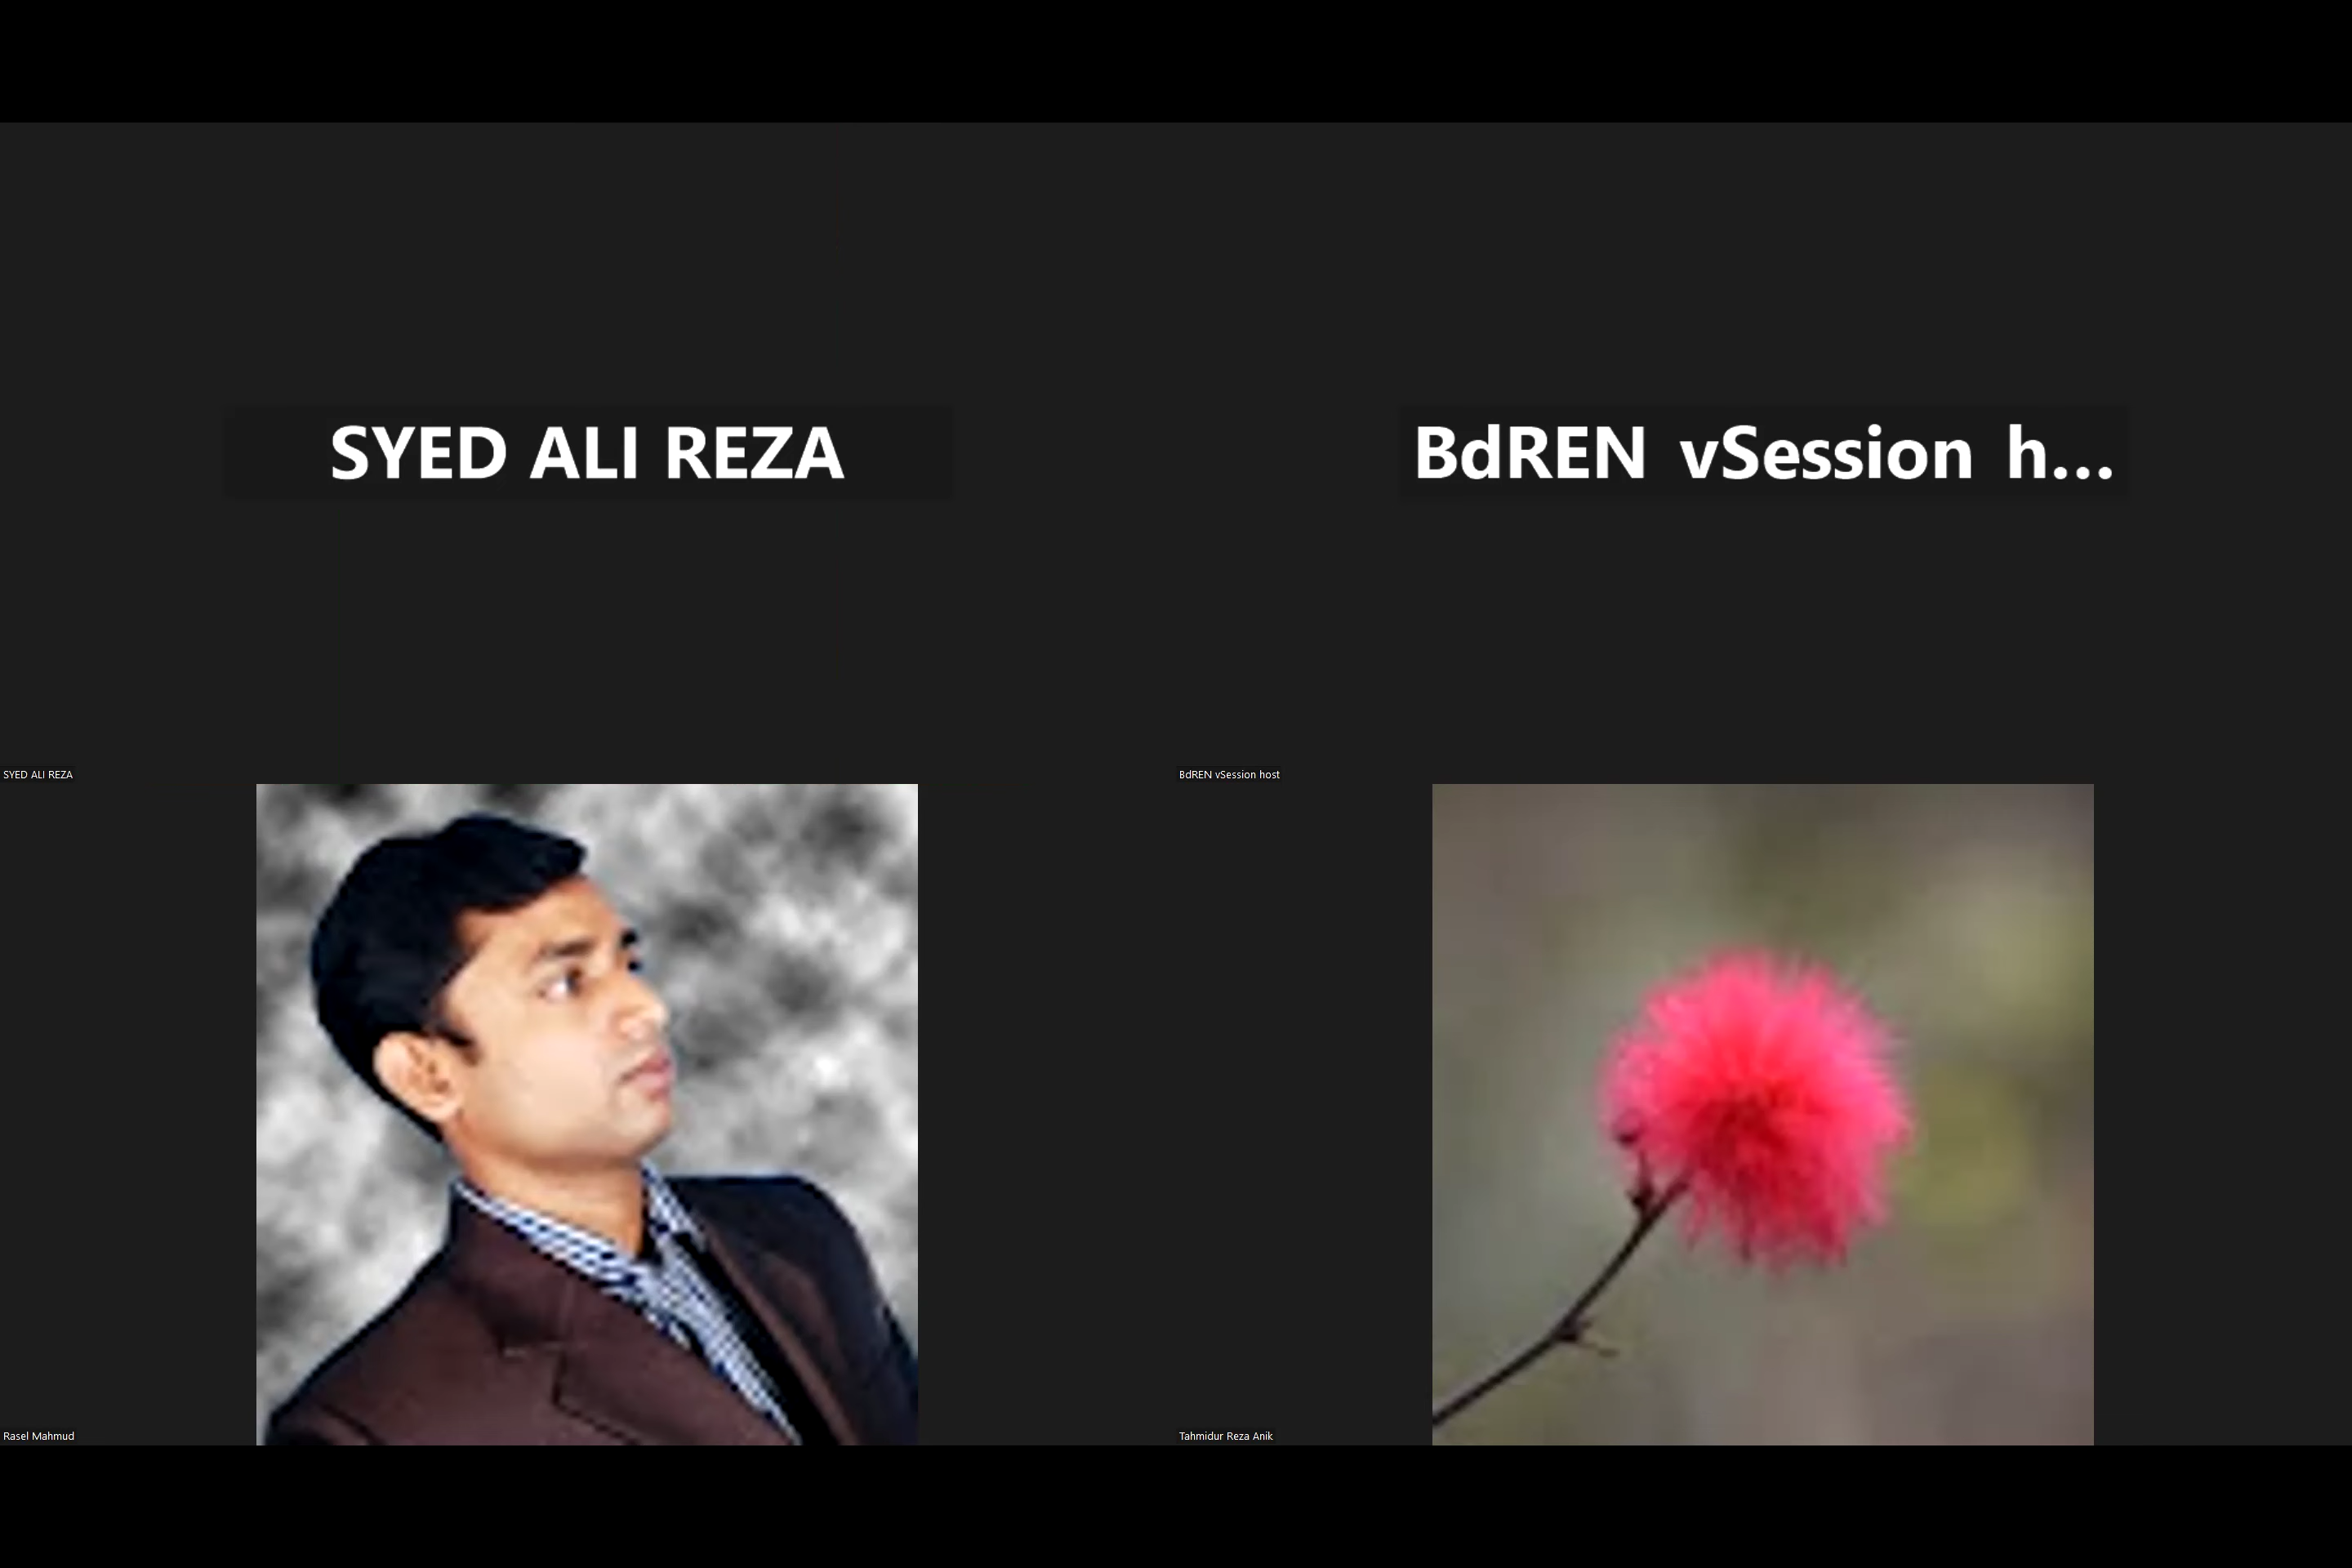 SYED ALI REZA
BdREN vSession h...
SYED ALI REZA
BdREN vSession host
Rasel Mahmud
Tahmidur Reza Anik